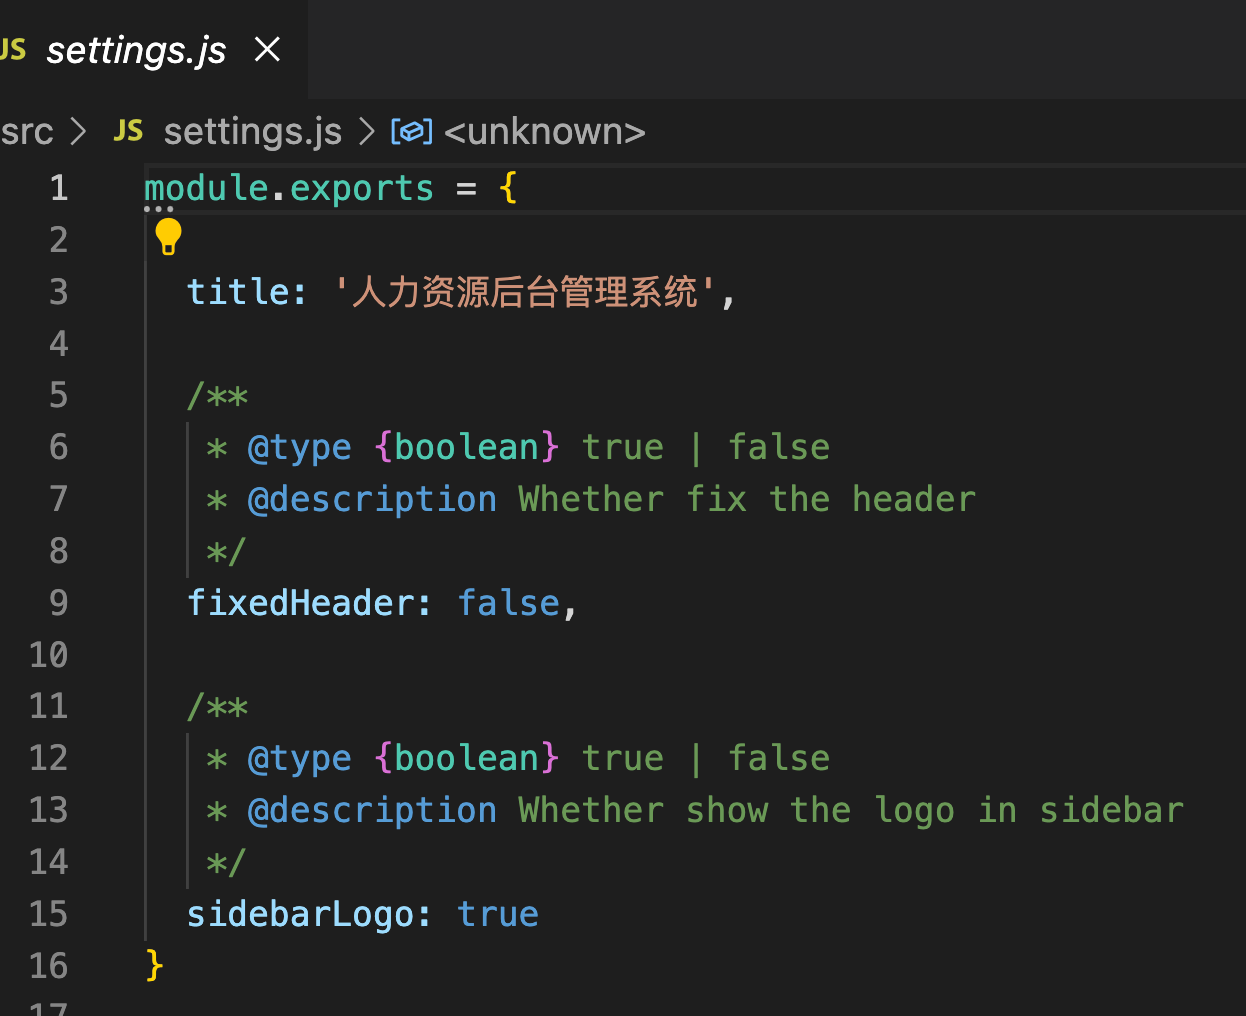 JS settings.js
src > JS settings.js > <unknown>
1 module.exports = {
2
3 title: '人力资源后台管理系统',
4
5 /**
6 * @type {boolean} true | false
7 * @description Whether fix the header
8 */
9 fixedHeader: false,
10
11 /**
12 * @type {boolean} true | false
13 * @description Whether show the logo in sidebar
14 */
15 sidebarLogo: true
16 }
17